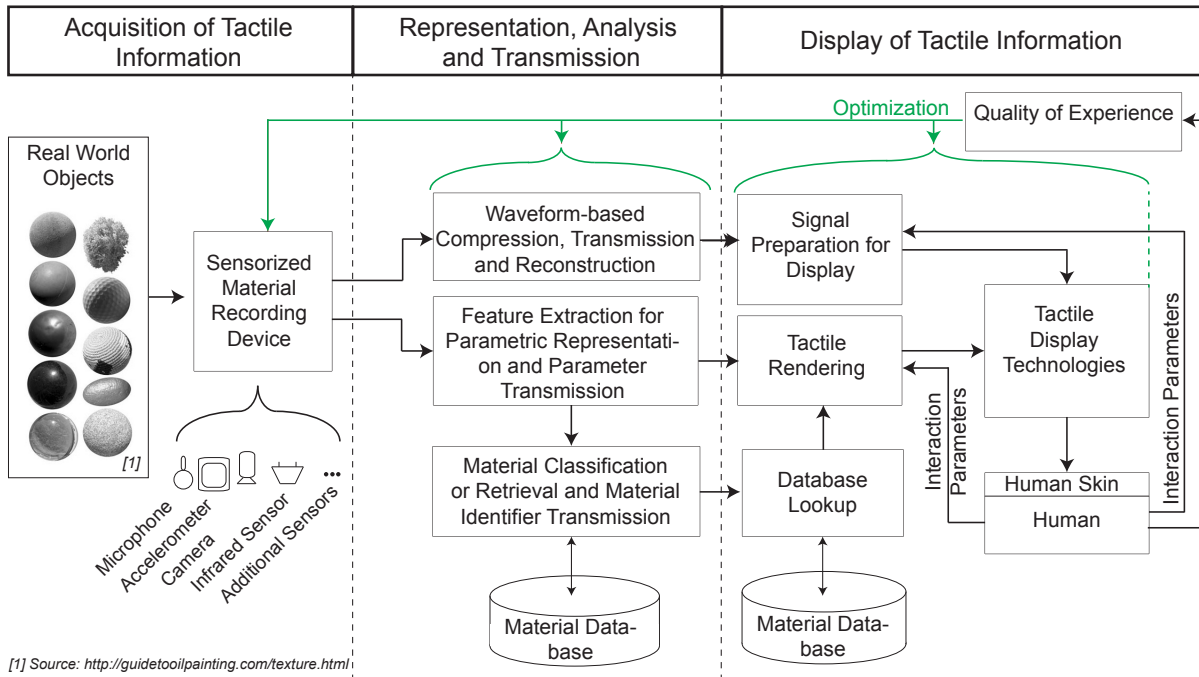 Acquisition of Tactile
Information
Representation, Analysis
and Transmission
Display of Tactile Information
Optimization
Quality of Experience
Real World
Objects
[1]
Sensorized
Material
Recording
Device
Microphone
Accelerometer
Camera
Infrared Sensor
Additional Sensors
Waveform-based
Compression, Transmission
and Reconstruction
Feature Extraction for
Parametric Representati-
on and Parameter
Transmission
Material Classification
or Retrieval and Material
Identifier Transmission
Material Data-
base
Signal
Preparation for
Display
Tactile
Rendering
Database
Lookup
Material Data-
base
Tactile
Display
Technologies
Interaction
Parameters
Interaction Parameters
Human Skin
Human
[1] Source: http://guidetooilpainting.com/texture.html